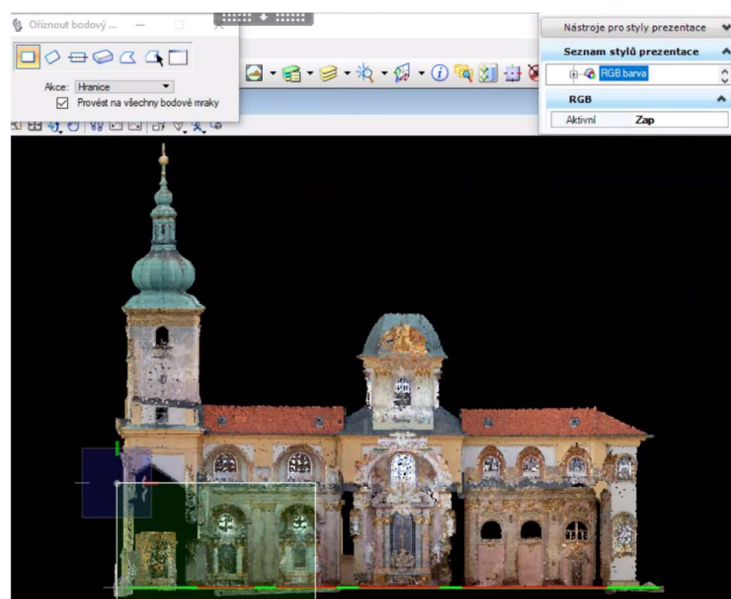 Oříznout bodový ...
Akce: Hranice
Provést na všechny bodové mraky
Nástroje pro styly prezentace
Seznam stylů prezentace
RGB barva
RGB
Aktivní Zap